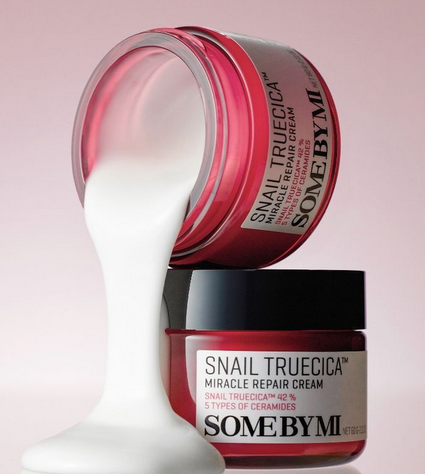 SNAIL TRUECICA™
MIRACLE REPAIR CREAM
SNAIL TRUECICA™ 42 %
5 TYPES OF CERAMIDES
SOMEBYMI
SNAIL TRUECICA™
MIRACLE REPAIR CREAM
SNAIL TRUECICA™ 42 %
5 TYPES OF CERAMIDES
SOMEBYMI